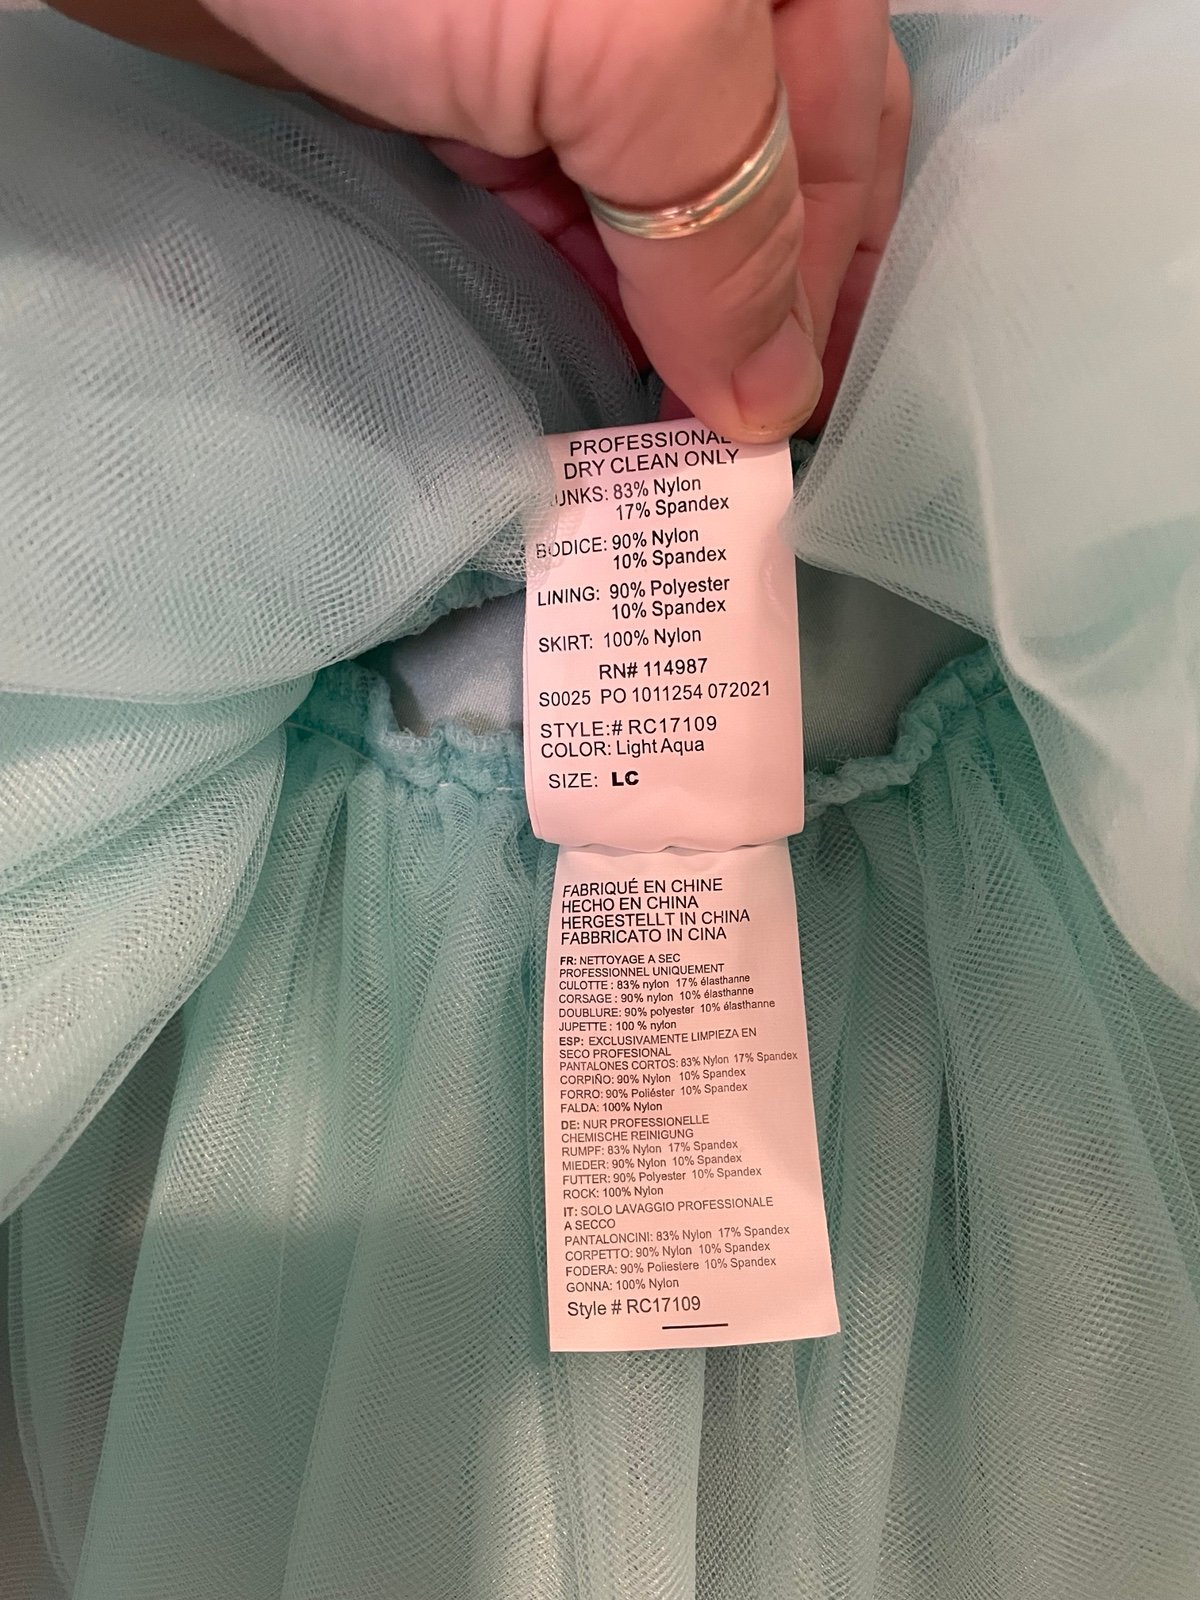 PROFESSIONAL
DRY CLEAN ONLY
UNKS: 83% Nylon
17% Spandex
BODICE: 90% Nylon
10% Spandex
LINING: 90% Polyester
10% Spandex
SKIRT: 100% Nylon
RN# 114987
S0025 PO 1011254 072021
STYLE:# RC17109
COLOR: Light Aqua
SIZE: LC
FABRIQUÉ EN CHINE
HECHO EN CHINA
HERGESTELLT IN CHINA
FABBRICATO IN CINA
FR: NETTOYAGE A SEC
PROFESSIONNEL UNIQUEMENT
CULOTTE : 83% nylon 17% élasthanne
CORSAGE : 90% nylon 10% élasthanne
DOUBLURE: 90% polyester 10% élasthanne
JUPETTE : 100 % nylon
ESP: EXCLUSIVAMENTE LIMPIEZA EN
SECO PROFESIONAL
PANTALONES CORTOS: 83% Nylon 17% Spandex
CORPIÑO: 90% Nylon 10% Spandex
FORRO: 90% Poliéster 10% Spandex
FALDA: 100% Nylon
DE: NUR PROFESSIONELLE
CHEMISCHE REINIGUNG
RUMPF: 83% Nylon 17% Spandex
MIEDER: 90% Nylon 10% Spandex
FUTTER: 90% Polyester 10% Spandex
ROCK: 100% Nylon
IT: SOLO LAVAGGIO PROFESSIONALE
A SECCO
PANTALONCINI: 83% Nylon 17% Spandex
CORPETTO: 90% Nylon 10% Spandex
FODERA: 90% Poliestere 10% Spandex
GONNA: 100% Nylon
Style # RC17109